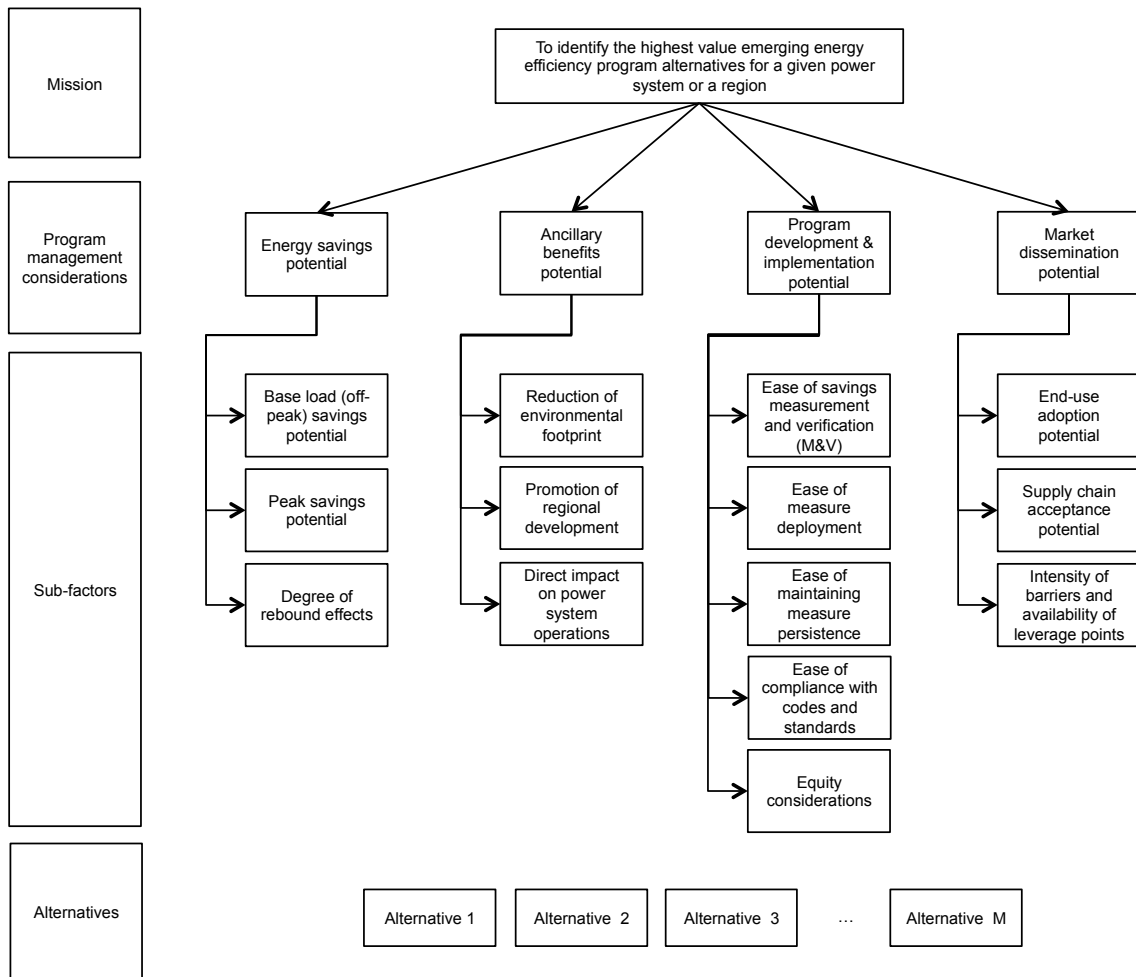 Mission
To identify the highest value emerging energy
efficiency program alternatives for a given power
system or a region
Program
management
considerations
Energy savings
potential
Ancillary
benefits
potential
Program
development &
implementation
potential
Market
dissemination
potential
Sub-factors
Base load (off-
peak) savings
potential
Peak savings
potential
Degree of
rebound effects
Reduction of
environmental
footprint
Promotion of
regional
development
Direct impact
on power
system
operations
Ease of savings
measurement
and verification
(M&V)
Ease of
measure
deployment
Ease of
maintaining
measure
persistence
Ease of
compliance with
codes and
standards
Equity
considerations
End-use
adoption
potential
Supply chain
acceptance
potential
Intensity of
barriers and
availability of
leverage points
Alternatives
Alternative 1
Alternative 2
Alternative 3
...
Alternative M